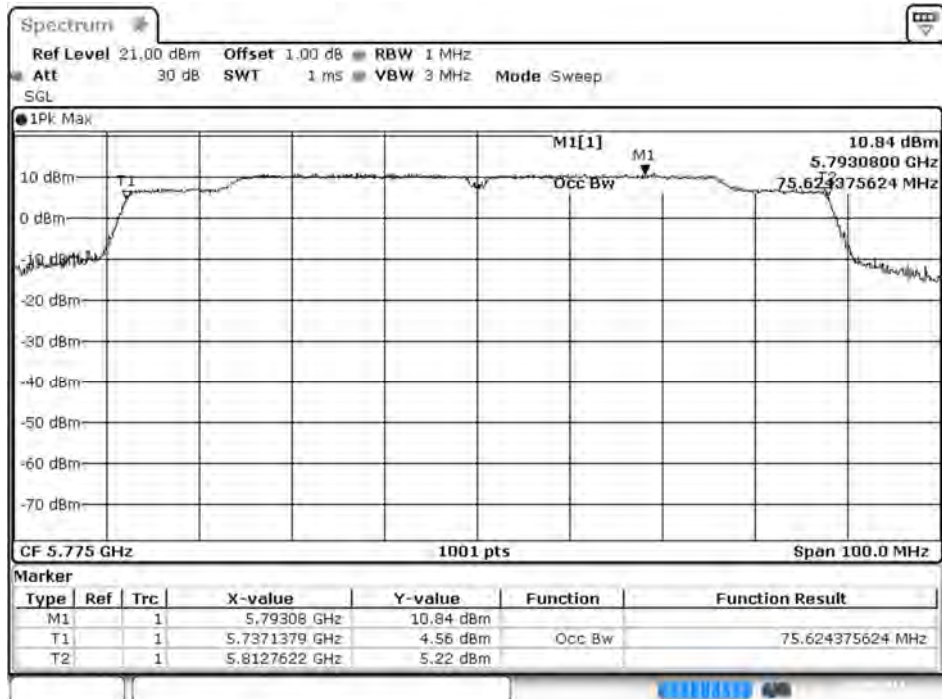 Spectrum
Ref Level 21.00 dBm Offset 1.00 dB RBW 1 MHz
Att 30 dB SWT 1 ms VBW 3 MHz Mode Sweep
SGL
1Pk Max
M1[1] 10.84 dBm
5.7930800 GHz
M1
10 dBm
T1
Occ Bw
T2
75.624375624 MHz
0 dBm
-10 dBm
-20 dBm
-30 dBm
-40 dBm
-50 dBm
-60 dBm
-70 dBm
CF 5.775 GHz 1001 pts Span 100.0 MHz
Marker
Type Ref Trc X-value Y-value Function Function Result
M1 1 5.79308 GHz 10.84 dBm
T1 1 5.7371379 GHz 4.56 dBm Occ Bw 75.624375624 MHz
T2 1 5.8127622 GHz 5.22 dBm